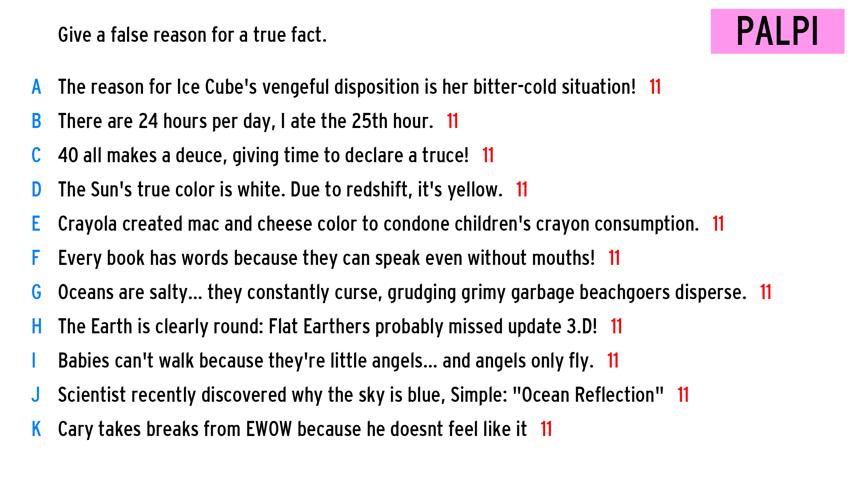 Give a false reason for a true fact.
PALPI
A The reason for Ice Cube's vengeful disposition is her bitter-cold situation! 11
B There are 24 hours per day, I ate the 25th hour. 11
C 40 all makes a deuce, giving time to declare a truce! 11
D The Sun's true color is white. Due to redshift, it's yellow. 11
E Crayola created mac and cheese color to condone children's crayon consumption. 11
F Every book has words because they can speak even without mouths! 11
G Oceans are salty... they constantly curse, grudging grimy garbage beachgoers disperse. 11
H The Earth is clearly round: Flat Earthers probably missed update 3.D! 11
I Babies can't walk because they're little angels... and angels only fly. 11
J Scientist recently discovered why the sky is blue, Simple: "Ocean Reflection" 11
K Cary takes breaks from EWOW because he doesnt feel like it 11